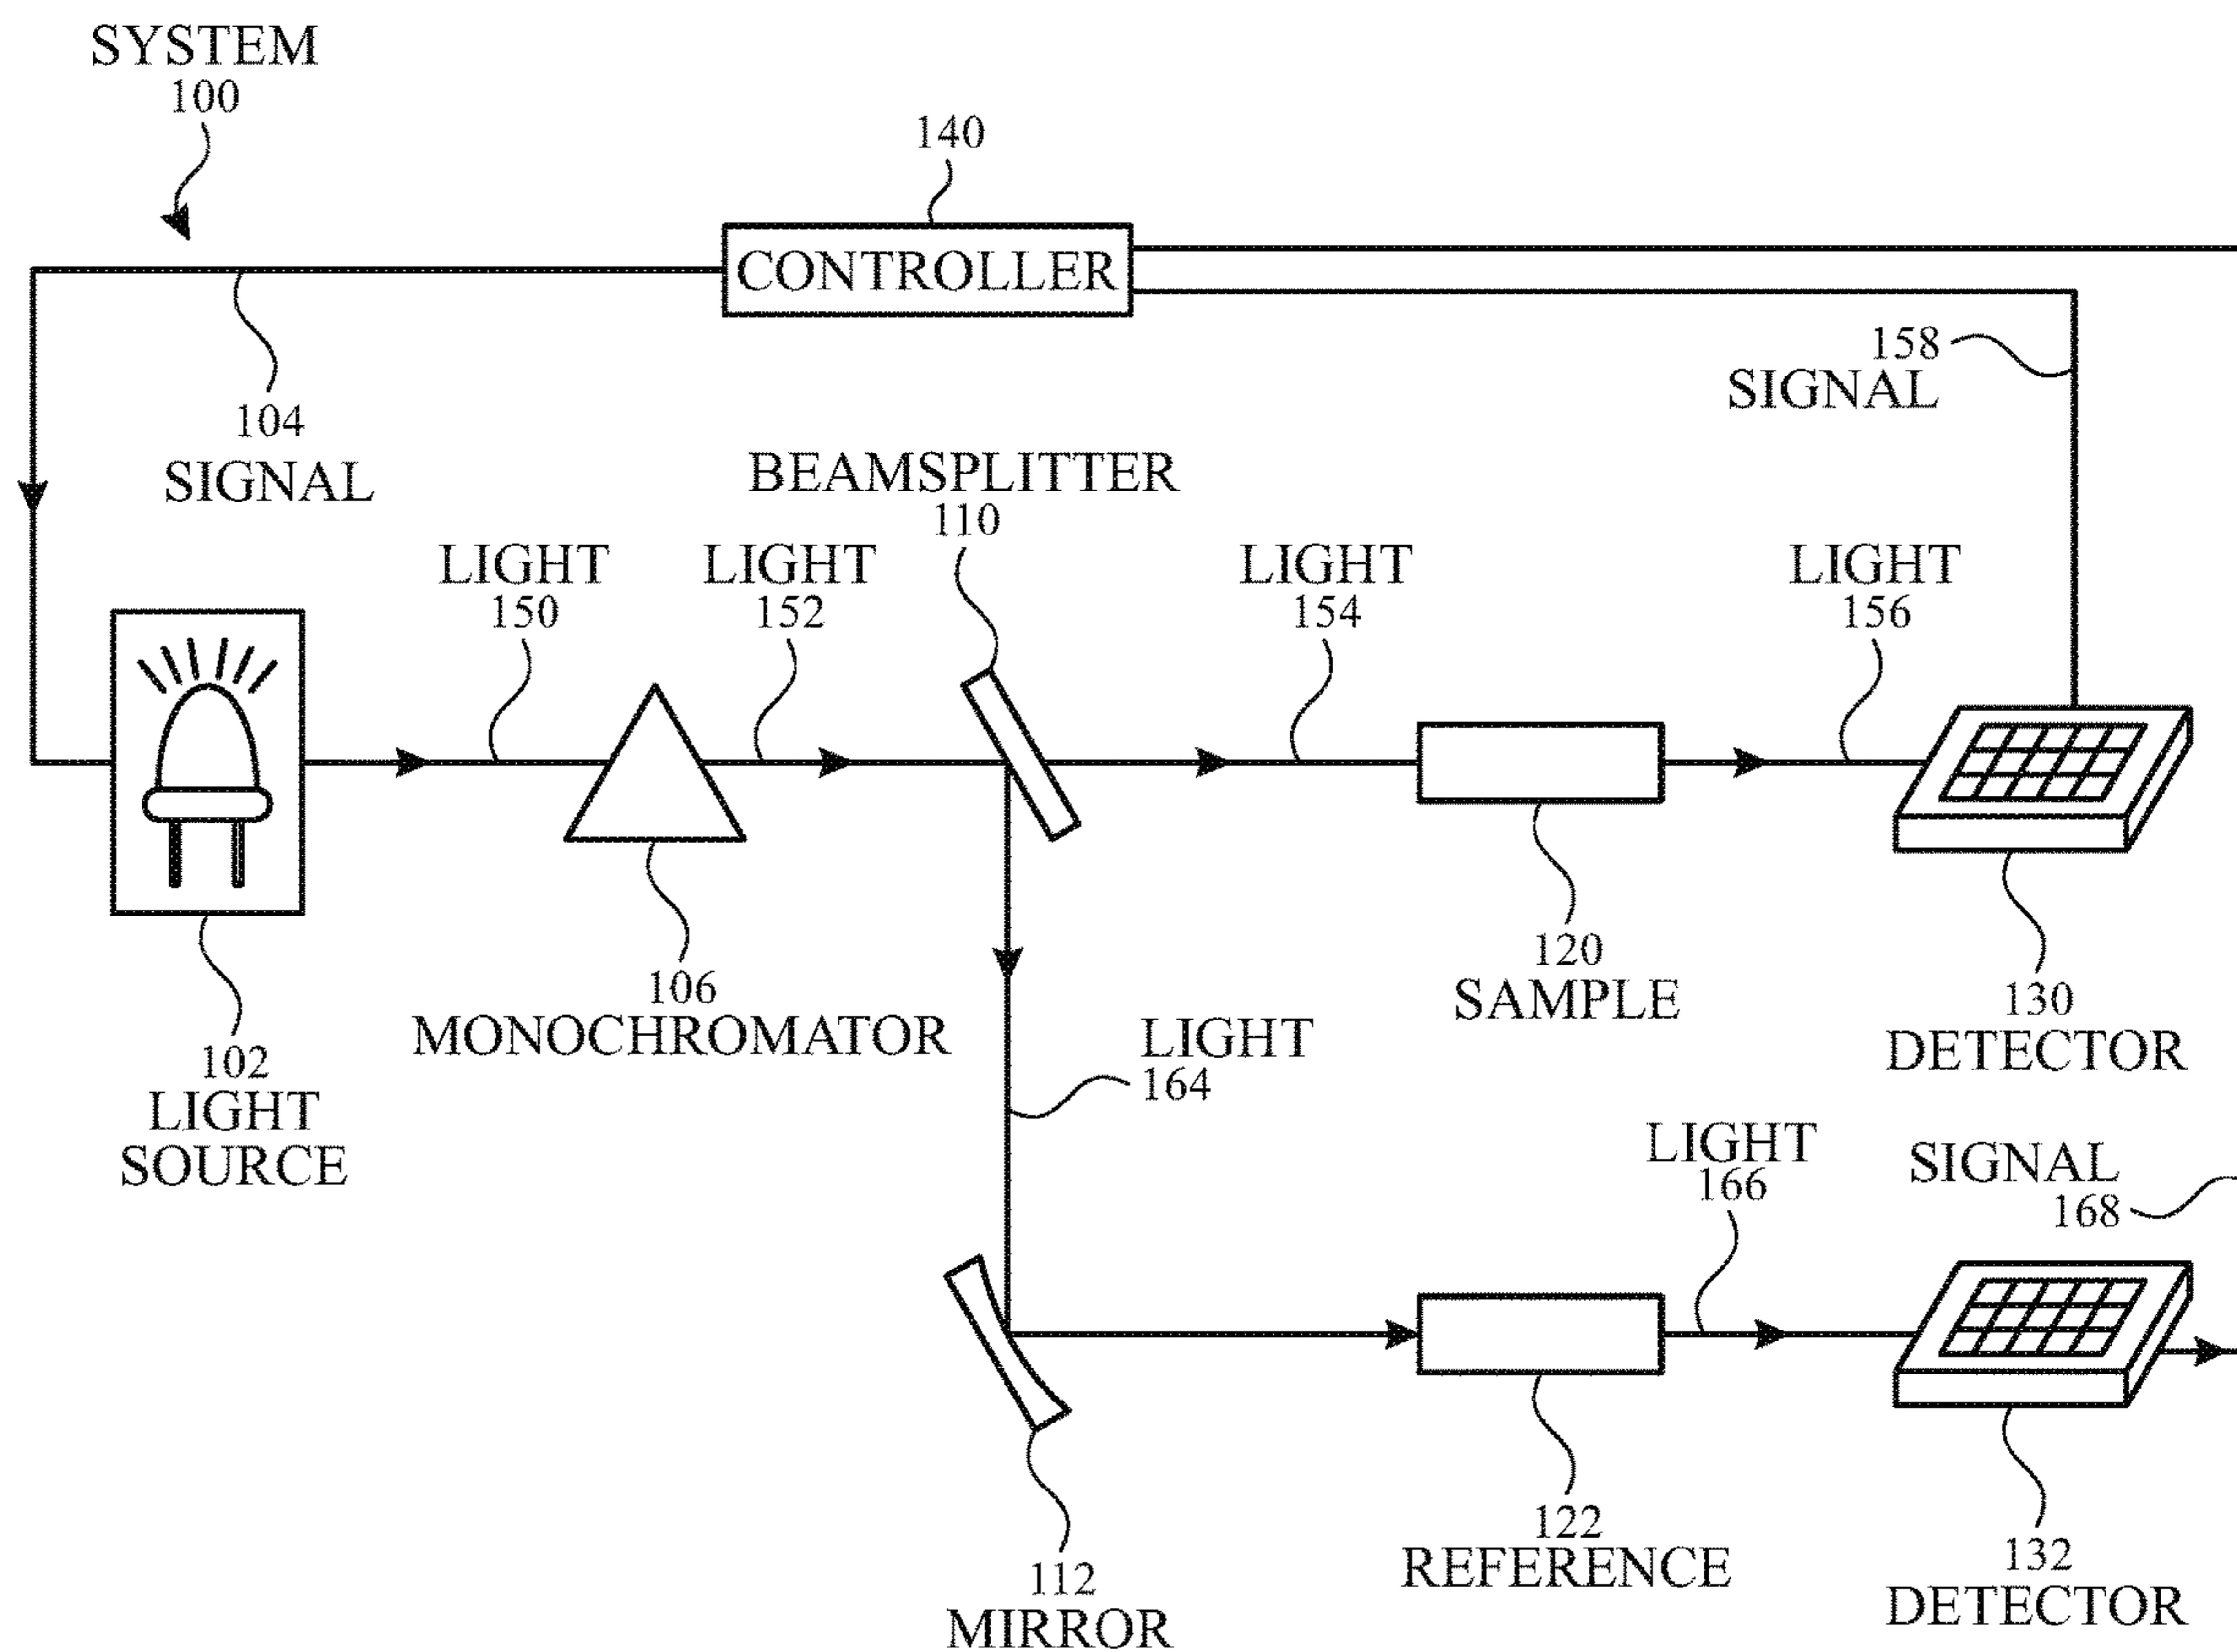 SYSTEM
100
140
CONTROLLER
158
SIGNAL
104
SIGNAL
BEAMSPLITTER
110
LIGHT
150
LIGHT
152
LIGHT
154
LIGHT
156
120
SAMPLE
106
MONOCHROMATOR
130
DETECTOR
102
LIGHT
SOURCE
LIGHT
164
LIGHT
166
SIGNAL
168
122
REFERENCE
132
DETECTOR
112
MIRROR